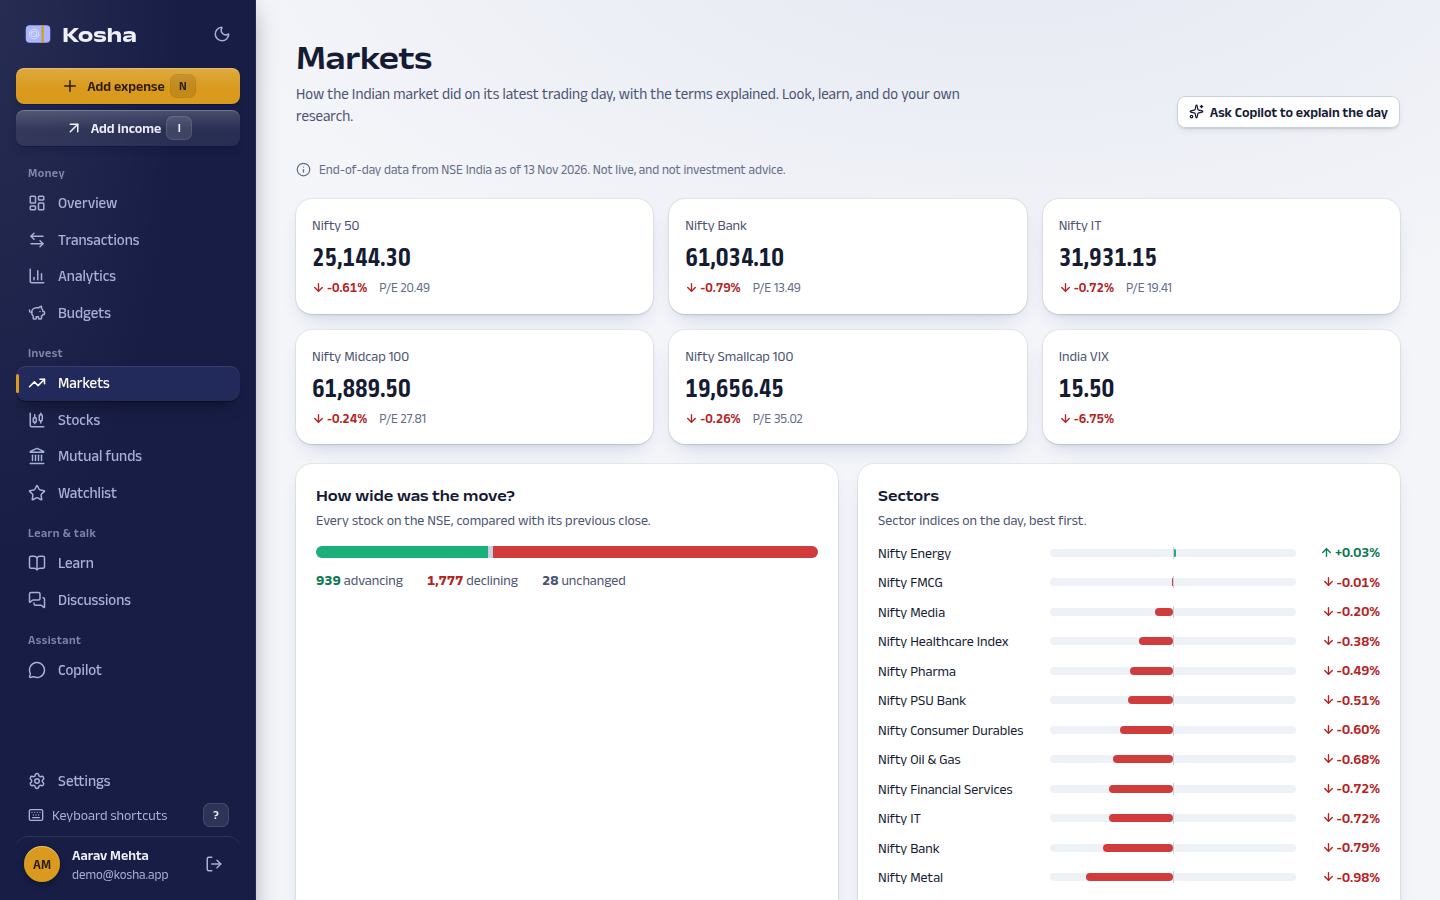 Kosha
Add expense N
Add income I
Money
Overview
Transactions
Analytics
Budgets
Invest
Markets
Stocks
Mutual funds
Watchlist
Learn & talk
Learn
Discussions
Assistant
Copilot
Settings
Keyboard shortcuts ?
AM
Aarav Mehta
demo@kosha.app
Markets
How the Indian market did on its latest trading day, with the terms explained. Look, learn, and do your own
research.
Ask Copilot to explain the day
End-of-day data from NSE India as of 13 Nov 2026. Not live, and not investment advice.
Nifty 50
25,144.30
-0.61% P/E 20.49
Nifty Bank
61,034.10
-0.79% P/E 13.49
Nifty IT
31,931.15
-0.72% P/E 19.41
Nifty Midcap 100
61,889.50
-0.24% P/E 27.81
Nifty Smallcap 100
19,656.45
-0.26% P/E 35.02
India VIX
15.50
-6.75%
How wide was the move?
Every stock on the NSE, compared with its previous close.
939 advancing 1,777 declining 28 unchanged
Sectors
Sector indices on the day, best first.
Nifty Energy +0.03%
Nifty FMCG -0.01%
Nifty Media -0.20%
Nifty Healthcare Index -0.38%
Nifty Pharma -0.49%
Nifty PSU Bank -0.51%
Nifty Consumer Durables -0.60%
Nifty Oil & Gas -0.68%
Nifty Financial Services -0.72%
Nifty IT -0.72%
Nifty Bank -0.79%
Nifty Metal -0.98%